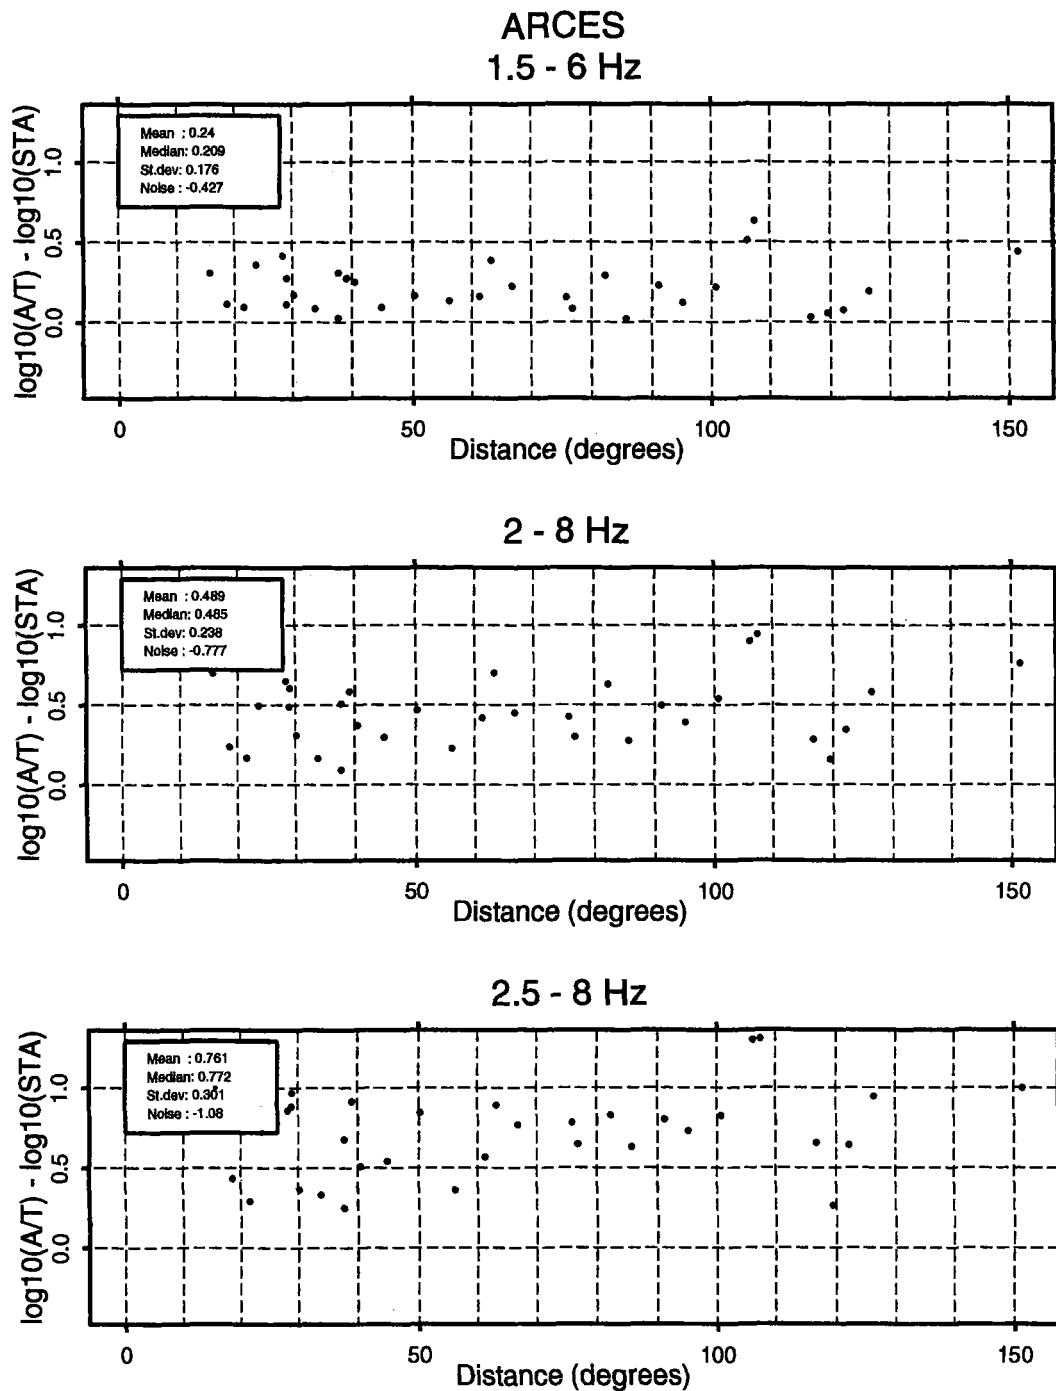 ARCES
1.5 - 6 Hz
Mean : 0.24
Median: 0.209
St.dev: 0.176
Noise : -0.427
log10(A/T) - log10(STA)
1.0
0.5
0.0
0 50 100 150
Distance (degrees)
2 - 8 Hz
Mean : 0.489
Median: 0.485
St.dev: 0.238
Noise : -0.777
log10(A/T) - log10(STA)
1.0
0.5
0.0
0 50 100 150
Distance (degrees)
2.5 - 8 Hz
Mean : 0.761
Median: 0.772
St.dev: 0.301
Noise : -1.08
log10(A/T) - log10(STA)
1.0
0.5
0.0
0 50 100 150
Distance (degrees)